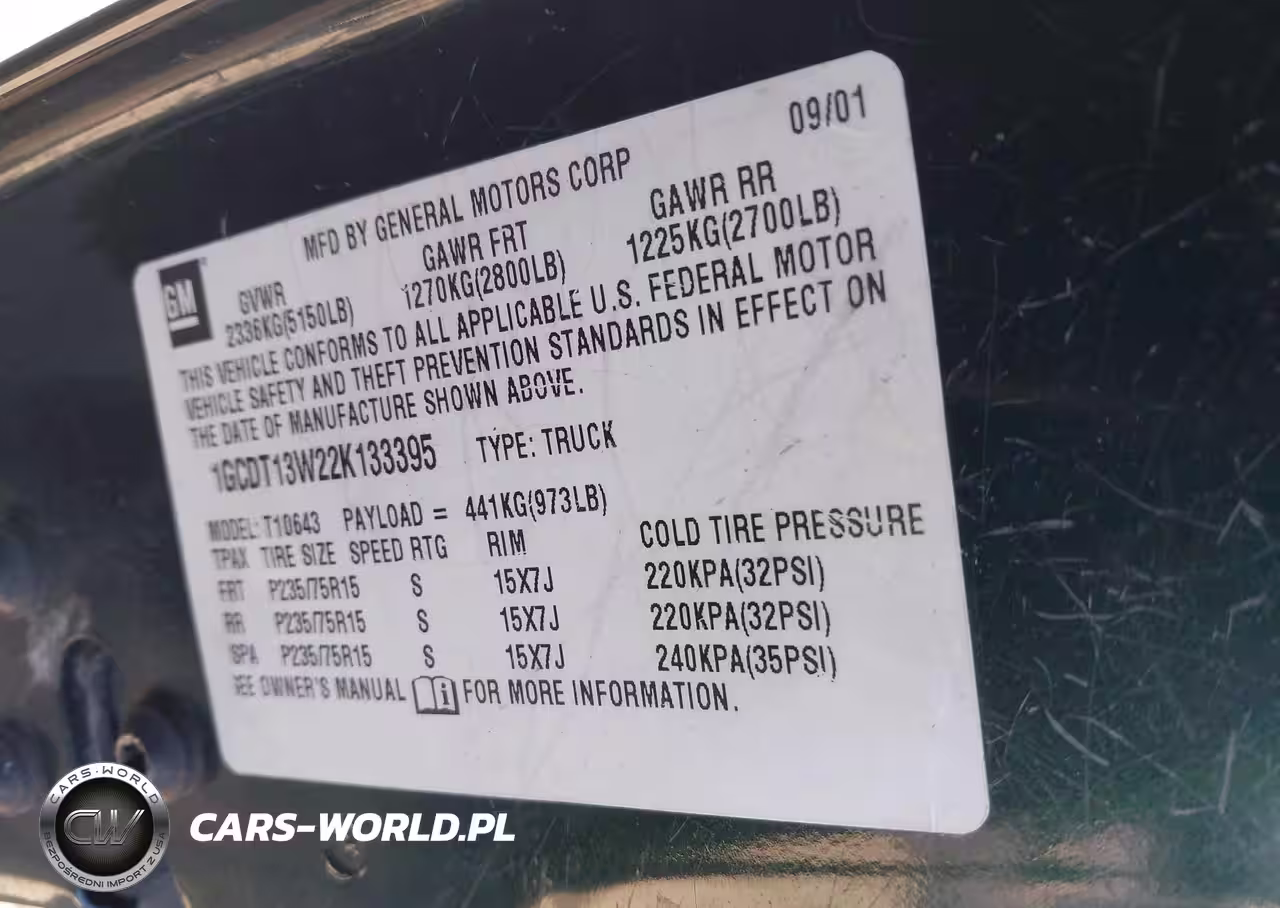 09/01
MFD BY GENERAL MOTORS CORP
GM
GVWR GAWR FRT GAWR RR
2336KG(5150LB) 1270KG(2800LB) 1225KG(2700LB)
THIS VEHICLE CONFORMS TO ALL APPLICABLE U.S. FEDERAL MOTOR
VEHICLE SAFETY AND THEFT PREVENTION STANDARDS IN EFFECT ON
THE DATE OF MANUFACTURE SHOWN ABOVE.
1GCDT13W22K133395 TYPE: TRUCK
MODEL: T10643 PAYLOAD = 441KG(973LB)
TPAX TIRE SIZE SPEED RTG RIM COLD TIRE PRESSURE
FRT P235/75R15 S 15X7J 220KPA(32PSI)
RR P235/75R15 S 15X7J 220KPA(32PSI)
SPA P235/75R15 S 15X7J 240KPA(35PSI)
SEE OWNER'S MANUAL FOR MORE INFORMATION.
CARS-WORLD
CW
BEZPOŚREDNI IMPORT Z USA
CARS-WORLD.PL